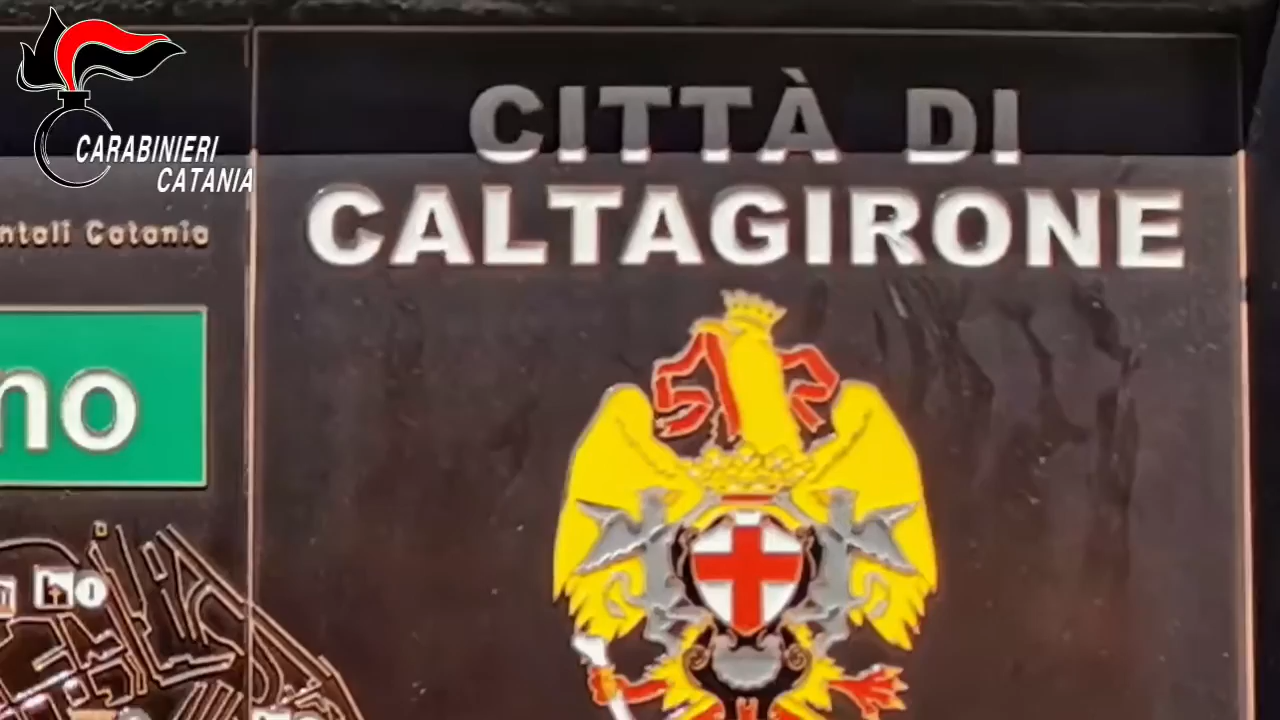 CARABINIERI
CATANIA
CITTÀ DI
CALTAGIRONE
ntali Catania
no